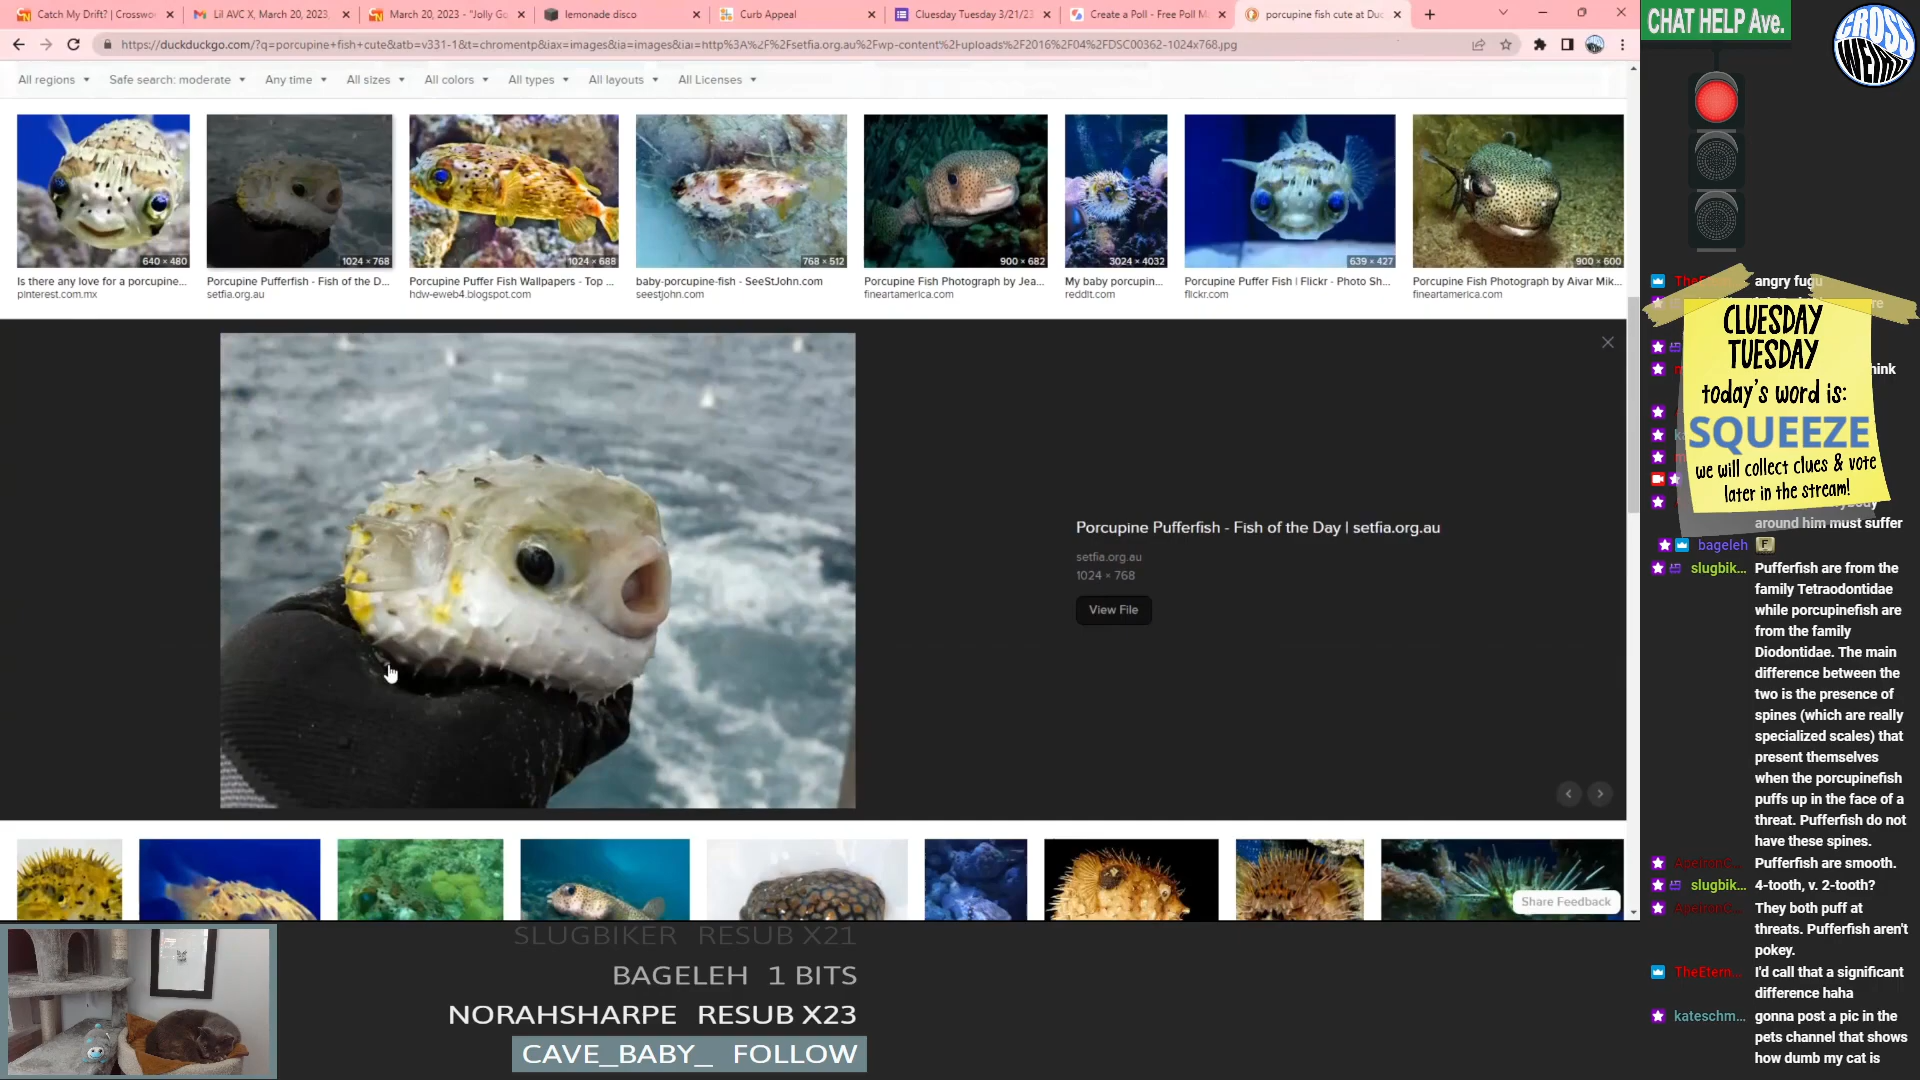 Catch My Drift? | Crosswo
Lil AVC X, March 20, 2023,
March 20, 2023 - "Jolly Go
lemonade disco
Curb Appeal
Cluesday Tuesday 3/21/23
Create a Poll - Free Poll M
porcupine fish cute at Duc
https://duckduckgo.com/?q=porcupine+fish+cute&atb=v331-1&t=chromentp&iax=images&ia=images&iai=http%3A%2F%2Fsetfia.org.au%2Fwp-content%2Fuploads%2F2016%2F04%2FDSC00362-1024x768.jpg
All regions
Safe search: moderate
Any time
All sizes
All colors
All types
All layouts
All Licenses
640 × 480
1024 × 768
1024 × 688
768 × 512
900 × 682
3024 × 4032
639 × 427
900 × 600
Is there any love for a porcupine...
pinterest.com.mx
Porcupine Pufferfish - Fish of the D...
setfia.org.au
Porcupine Puffer Fish Wallpapers - Top ...
hdw-eweb4.blogspot.com
baby-porcupine-fish - SeeStJohn.com
seestjohn.com
Porcupine Fish Photograph by Jea...
fineartamerica.com
My baby porcupin...
reddit.com
Porcupine Puffer Fish | Flickr - Photo Sh...
flickr.com
Porcupine Fish Photograph by Aivar Mik...
fineartamerica.com
Porcupine Pufferfish - Fish of the Day | setfia.org.au
setfia.org.au
1024 × 768
View File
Share Feedback
SLUGBIKER RESUB X21
BAGELEH 1 BITS
NORAHSHARPE RESUB X23
CAVE_BABY_ FOLLOW
CHAT HELP Ave.
CROSS
WEIRD
angry fugu
CLUESDAY
TUESDAY
today's word is:
SQUEEZE
we will collect clues & vote
later in the stream!
around him must suffer
bageleh F
slugbik... Pufferfish are from the
family Tetraodontidae
while porcupinefish are
from the family
Diodontidae. The main
difference between the
two is the presence of
spines (which are really
specialized scales) that
present themselves
when the porcupinefish
puffs up in the face of a
threat. Pufferfish do not
have these spines.
Pufferfish are smooth.
slugbik... 4-tooth, v. 2-tooth?
They both puff at
threats. Pufferfish aren't
pokey.
TheEtern... I'd call that a significant
difference haha
kateschm... gonna post a pic in the
pets channel that shows
how dumb my cat is